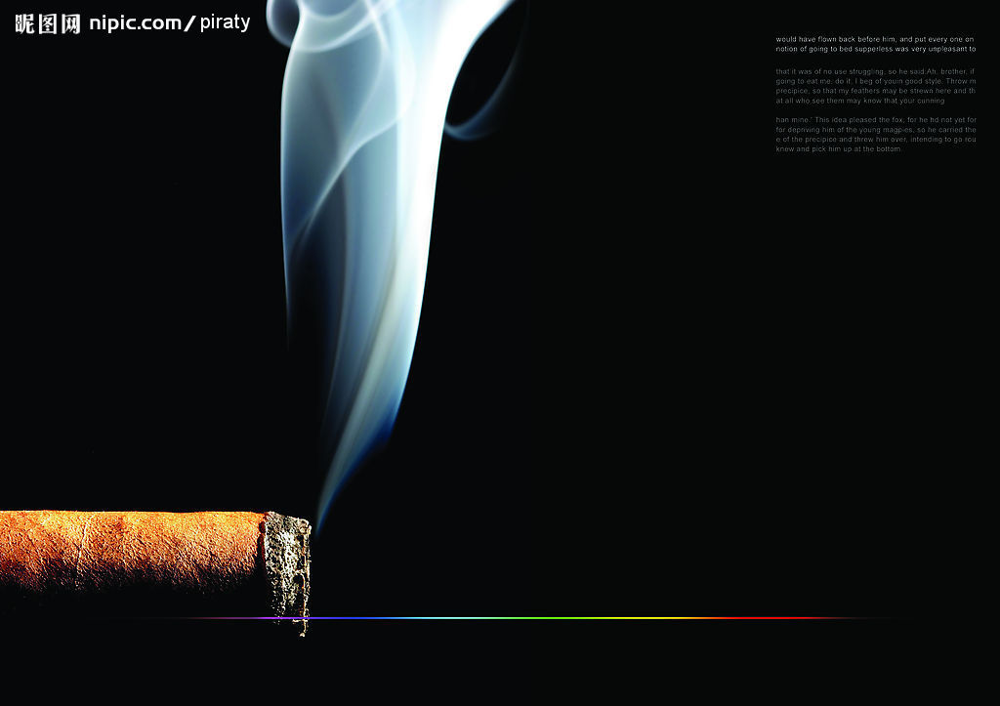 昵图网 nipic.com/piraty
would have flown back before him, and put every one on
notion of going to bed supperless was very unpleasant to
that it was of no use struggling, so he said:Ah, brother, if
going to eat me, do it, I beg of youin good style. Throw m
precipice, so that my feathers may be strewn here and th
at all who see them may know that your cunning
han mine.' This idea pleased the fox, for he hd not yet for
for depriving him of the young magpies, so he carried the
e of the precipice and threw him over, intending to go rou
knew and pick him up at the bottom.